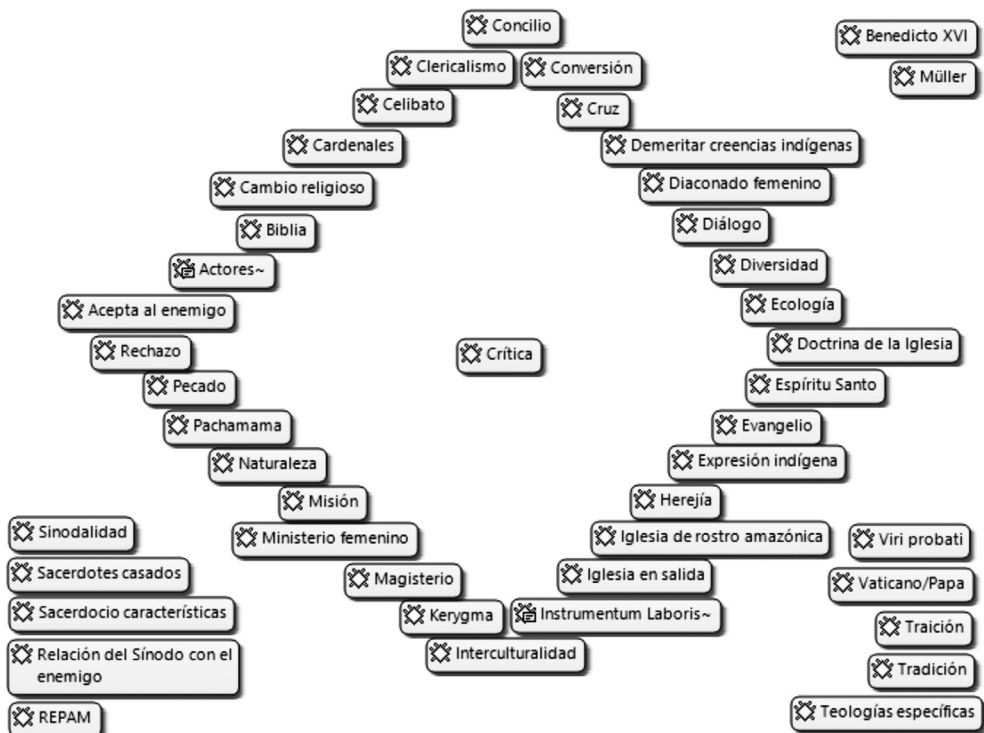 Concilio
Benedicto XVI
Clericalismo
Conversión
Müller
Celibato
Cruz
Cardenales
Demeritar creencias indígenas
Cambio religioso
Diaconado femenino
Biblia
Diálogo
Actores~
Diversidad
Acepta al enemigo
Ecología
Rechazo
Crítica
Doctrina de la Iglesia
Pecado
Espíritu Santo
Pachamama
Evangelio
Naturaleza
Expresión indígena
Misión
Herejía
Sinodalidad
Ministerio femenino
Iglesia de rostro amazónica
Viri probati
Sacerdotes casados
Magisterio
Iglesia en salida
Vaticano/Papa
Sacerdocio características
Kerygma
Instrumentum Laboris~
Traición
Relación del Sínodo con el
enemigo
Interculturalidad
Tradición
REPAM
Teologías específicas